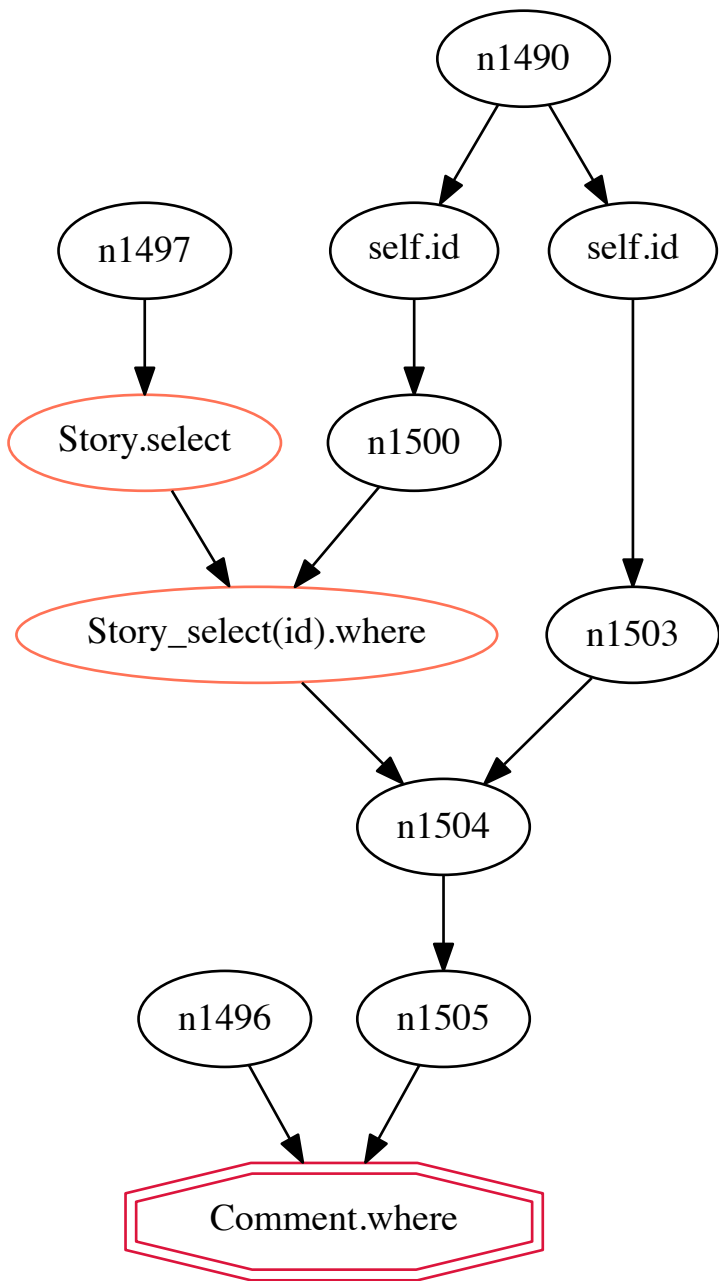 n1490
n1497
self.id
self.id
Story.select
n1500
Story_select(id).where
n1503
n1504
n1496
n1505
Comment.where